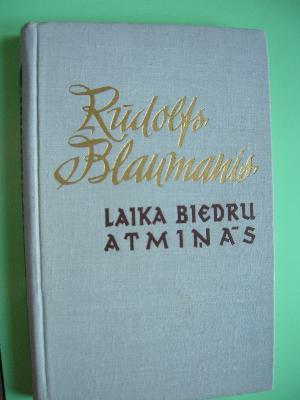 Rūdolfs
Blaumanis
LAIKA BIEDRU
ATMIŅĀS